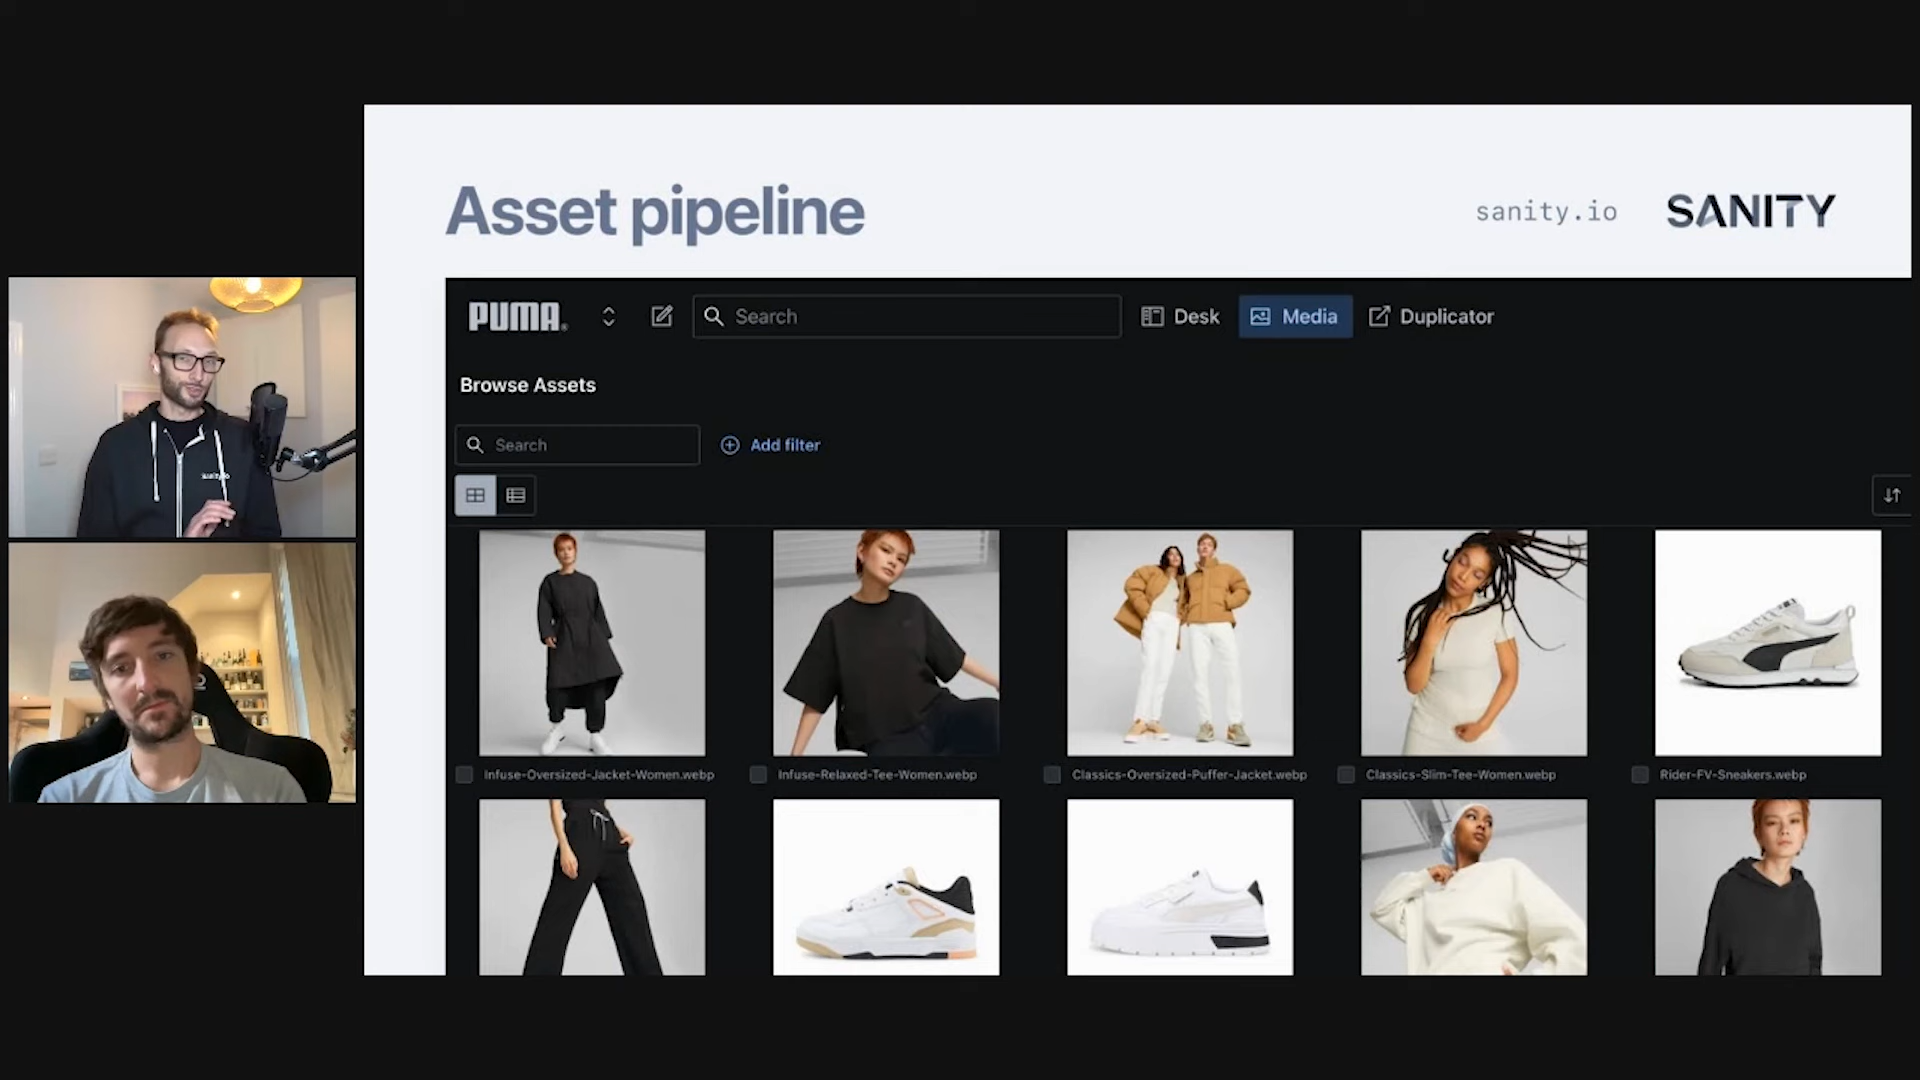 Asset pipeline
sanity.io
SANITY
PUMA
Search
Desk
Media
Duplicator
Browse Assets
Search
Add filter
Infuse-Oversized-Jacket-Women.webp
Infuse-Relaxed-Tee-Women.webp
Classics-Oversized-Puffer-Jacket.webp
Classics-Slim-Tee-Women.webp
Rider-FV-Sneakers.webp